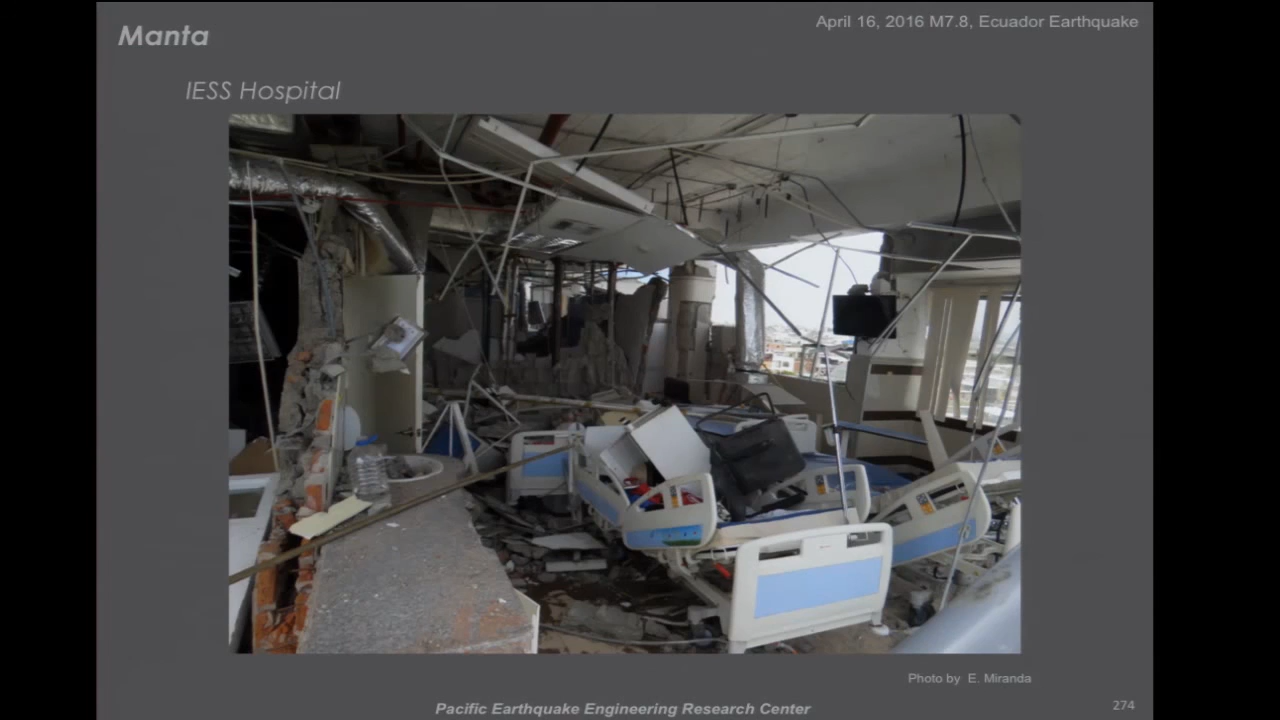 April 16, 2016 M7.8, Ecuador Earthquake
Manta
IESS Hospital
Photo by E. Miranda
Pacific Earthquake Engineering Research Center
274